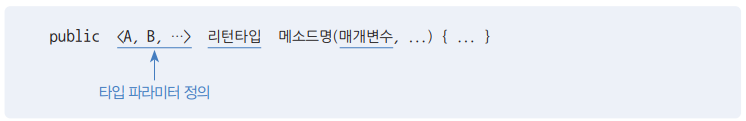 public <A, B, …> 리턴타입 메소드명(매개변수, ...) { ... }
타입 파라미터 정의